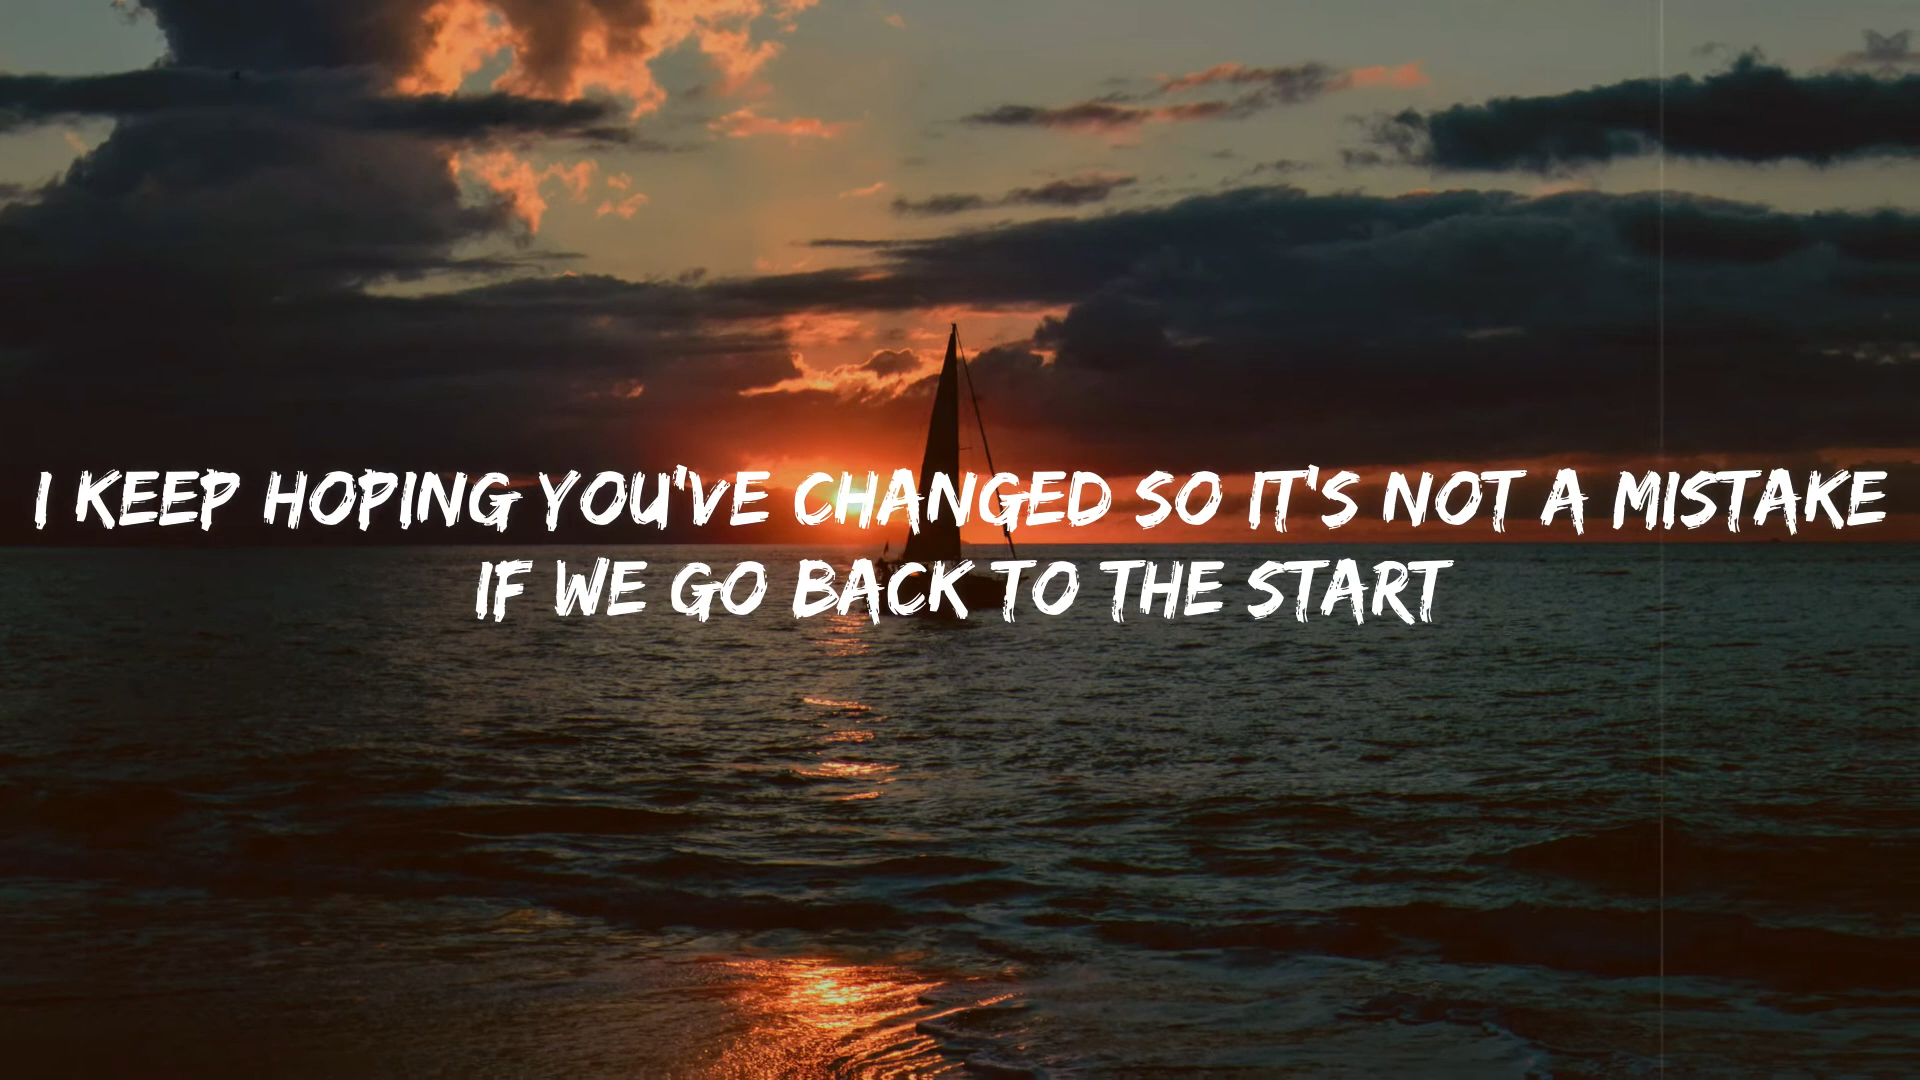 I KEEP HOPING YOU'VE CHANGED SO IT'S NOT A MISTAKE
IF WE GO BACK TO THE START